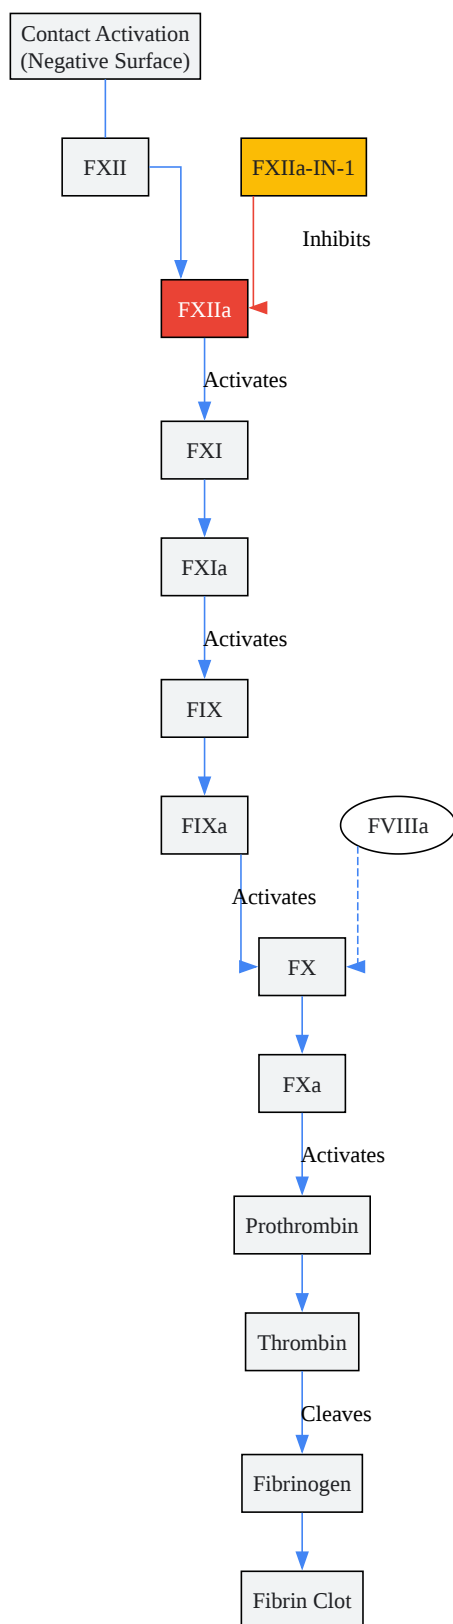 Contact Activation
(Negative Surface)
FXII
FXIIa-IN-1
Inhibits
FXIIa
Activates
FXI
FXIa
Activates
FIX
FIXa
FVIIIa
Activates
FX
FXa
Activates
Prothrombin
Thrombin
Cleaves
Fibrinogen
Fibrin Clot